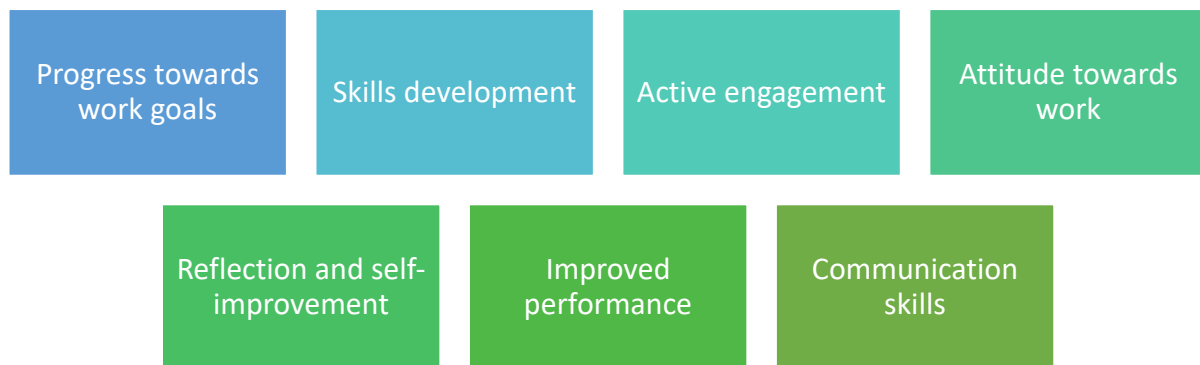 Progress towards
work goals
Skills development
Active engagement
Attitude towards
work
Reflection and self-
improvement
Improved
performance
Communication
skills